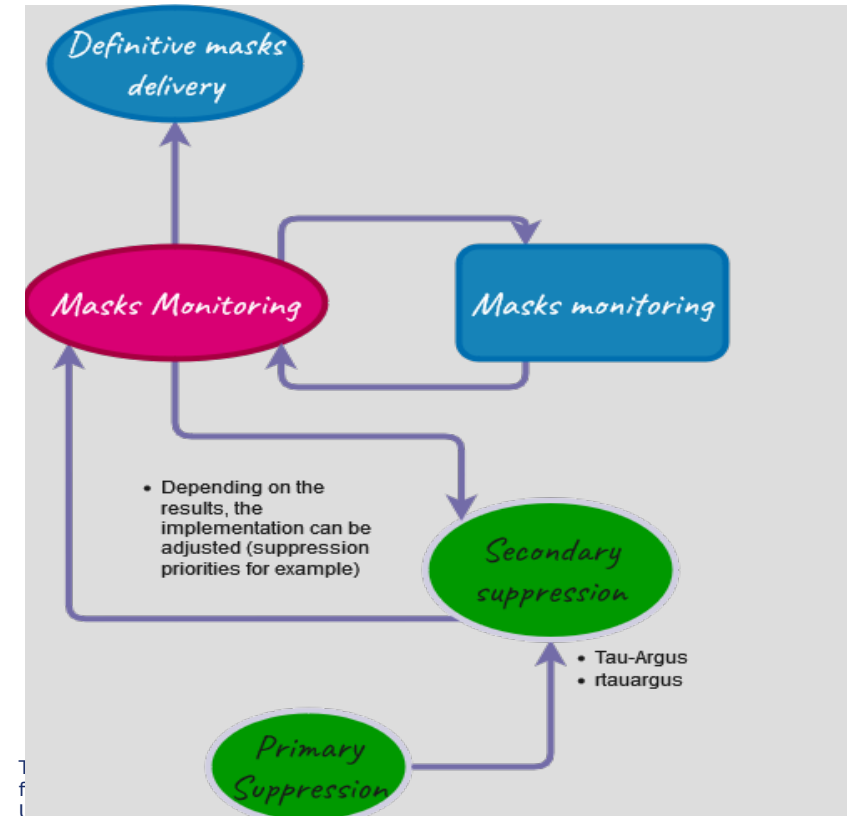 Definitive masks
delivery
Masks Monitoring
Masks monitoring
• Depending on the
results, the
implementation can be
adjusted (suppression
priorities for example)
Secondary
suppression
• Tau-Argus
• rtauargus
Primary
Suppression